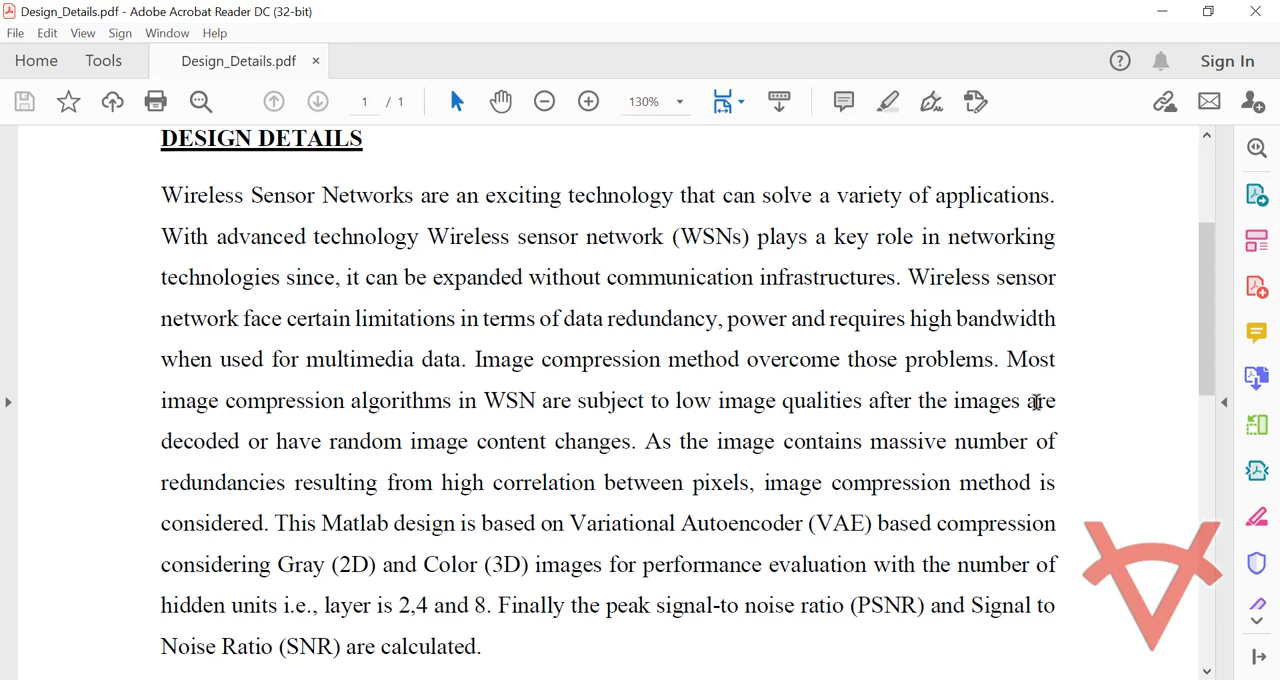 Design_Details.pdf - Adobe Acrobat Reader DC (32-bit)
File Edit View Sign Window Help
Home Tools Design_Details.pdf × Sign In
1 / 1 130%
DESIGN DETAILS
Wireless Sensor Networks are an exciting technology that can solve a variety of applications.
With advanced technology Wireless sensor network (WSNs) plays a key role in networking
technologies since, it can be expanded without communication infrastructures. Wireless sensor
network face certain limitations in terms of data redundancy, power and requires high bandwidth
when used for multimedia data. Image compression method overcome those problems. Most
image compression algorithms in WSN are subject to low image qualities after the images are
decoded or have random image content changes. As the image contains massive number of
redundancies resulting from high correlation between pixels, image compression method is
considered. This Matlab design is based on Variational Autoencoder (VAE) based compression
considering Gray (2D) and Color (3D) images for performance evaluation with the number of
hidden units i.e., layer is 2,4 and 8. Finally the peak signal-to noise ratio (PSNR) and Signal to
Noise Ratio (SNR) are calculated.